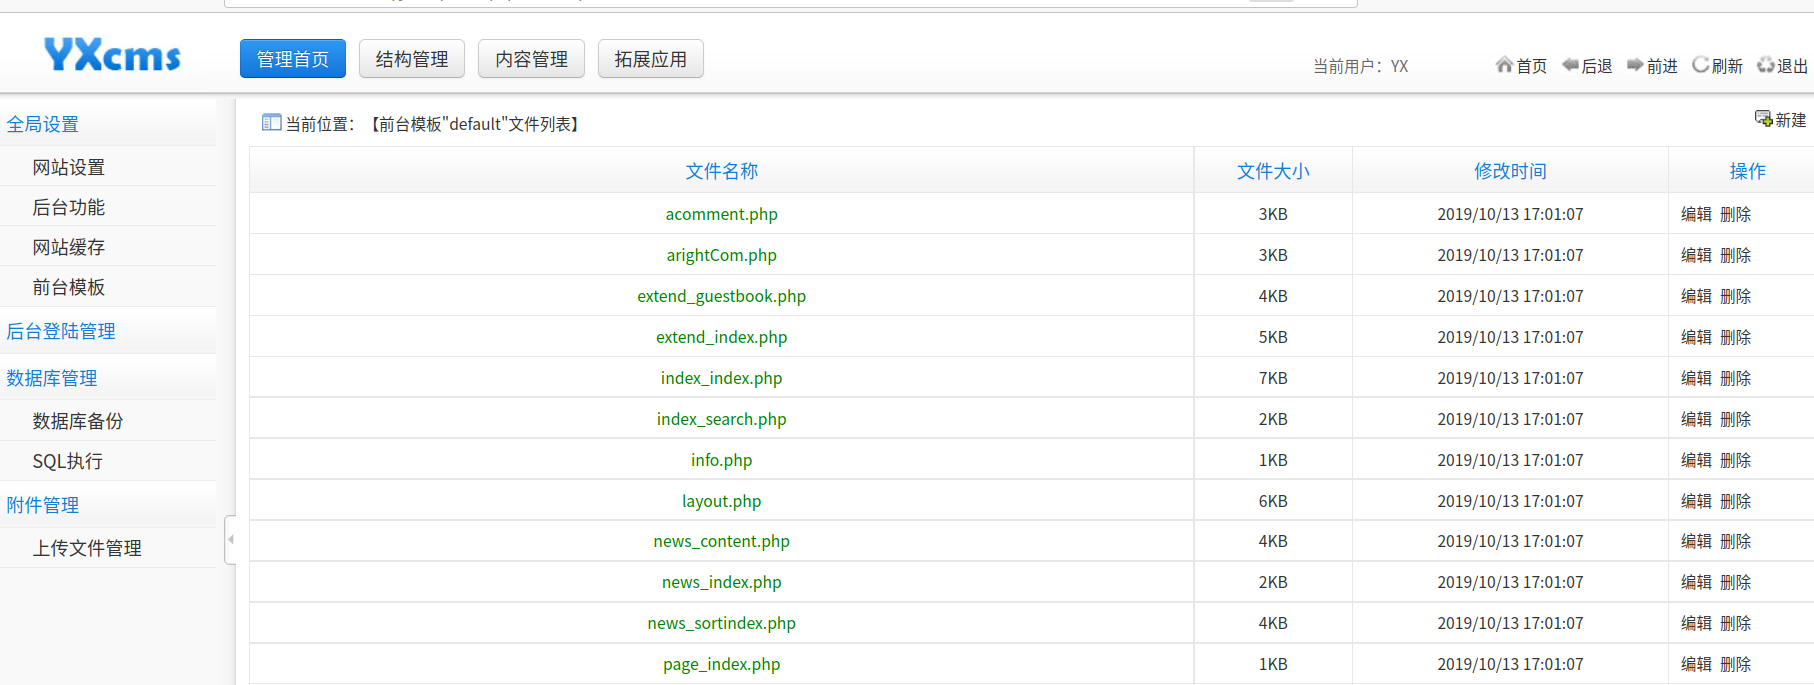 YXcms
管理首页 结构管理 内容管理 拓展应用
当前用户：YX 首页 后退 前进 刷新 退出
全局设置
网站设置
后台功能
网站缓存
前台模板
后台登陆管理
数据库管理
数据库备份
SQL执行
附件管理
上传文件管理
当前位置：【前台模板"default"文件列表】 新建
文件名称 文件大小 修改时间 操作
acomment.php 3KB 2019/10/13 17:01:07 编辑 删除
arightCom.php 3KB 2019/10/13 17:01:07 编辑 删除
extend_guestbook.php 4KB 2019/10/13 17:01:07 编辑 删除
extend_index.php 5KB 2019/10/13 17:01:07 编辑 删除
index_index.php 7KB 2019/10/13 17:01:07 编辑 删除
index_search.php 2KB 2019/10/13 17:01:07 编辑 删除
info.php 1KB 2019/10/13 17:01:07 编辑 删除
layout.php 6KB 2019/10/13 17:01:07 编辑 删除
news_content.php 4KB 2019/10/13 17:01:07 编辑 删除
news_index.php 2KB 2019/10/13 17:01:07 编辑 删除
news_sortindex.php 4KB 2019/10/13 17:01:07 编辑 删除
page_index.php 1KB 2019/10/13 17:01:07 编辑 删除